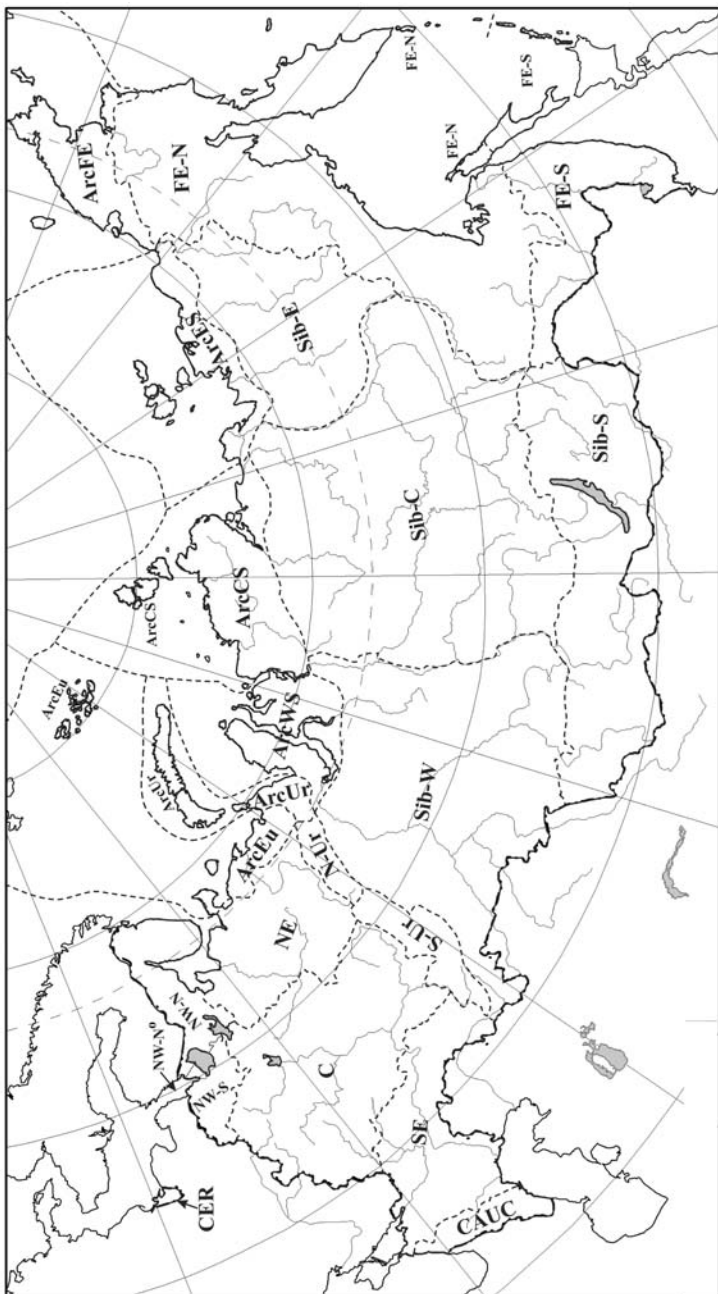 FE-N
FE-S
FE-N
FE-S
ArcFE
FE-N
Sib-E
ArcES
Sib-S
Sib-C
ArcCS
ArcCS
ArcEu
ArcUr
ArcWS
ArcUr
Sib-W
ArcEu
N-Ur
S-Ur
NE
NW-N
NW-N⁰
NW-S
C
SE
CER
CAUC